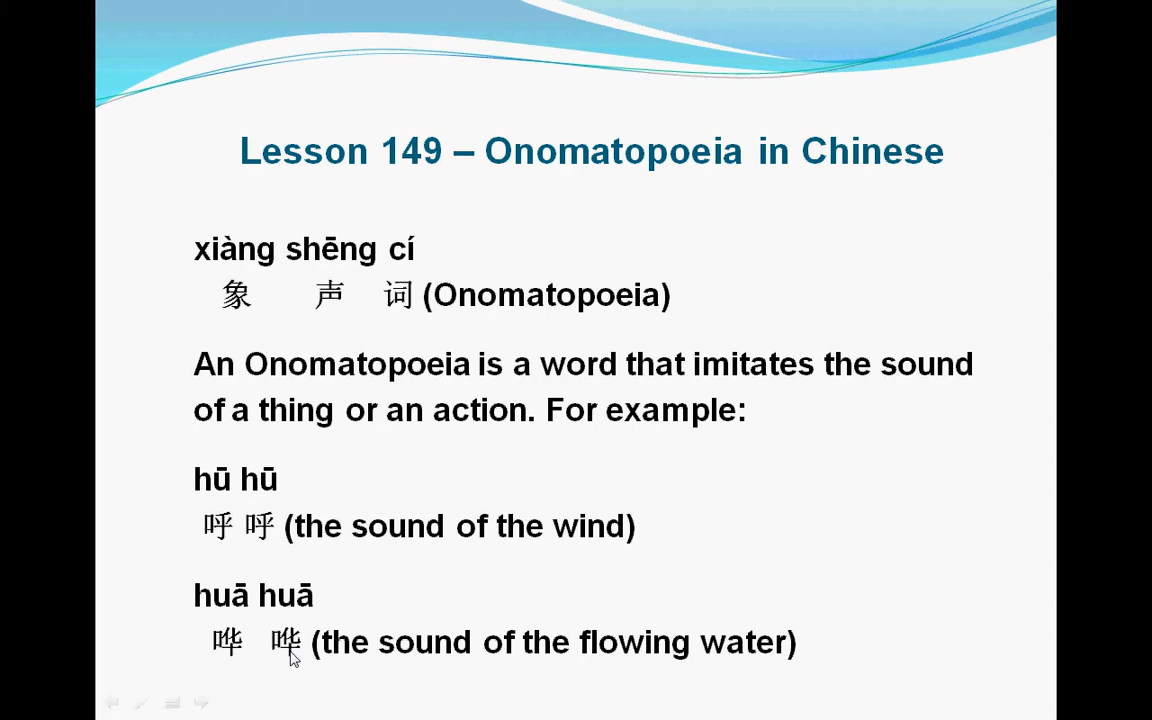 Lesson 149 – Onomatopoeia in Chinese
xiàng shēng cí
象 声 词 (Onomatopoeia)
An Onomatopoeia is a word that imitates the sound
of a thing or an action. For example:
hū hū
呼 呼 (the sound of the wind)
huā huā
哗 哗 (the sound of the flowing water)